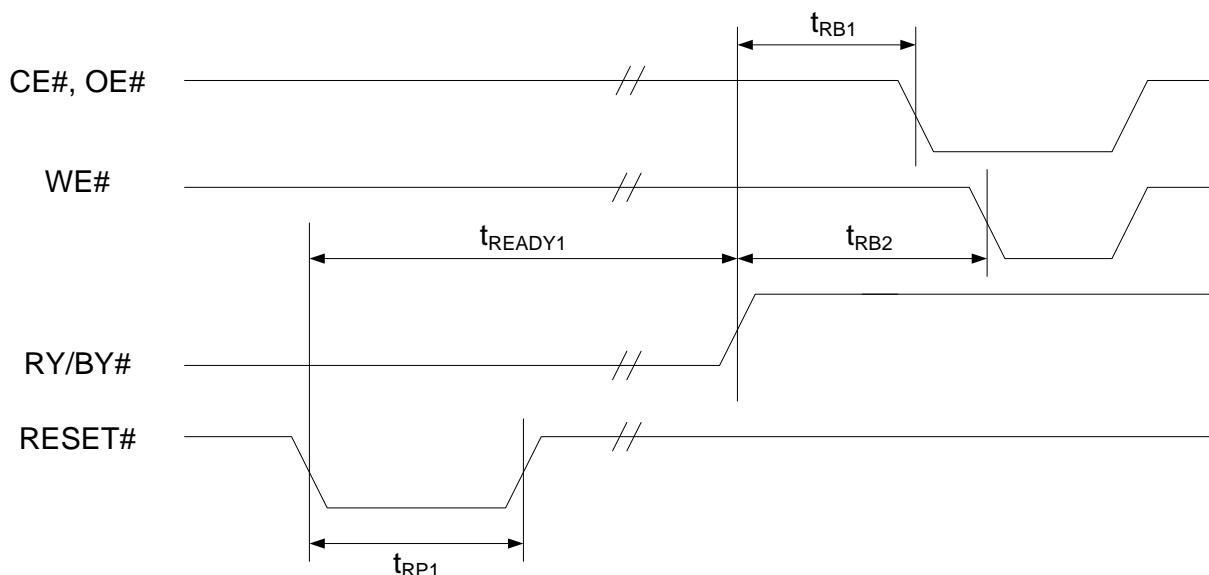 tRB1
CE#, OE#
WE#
tREADY1
tRB2
RY/BY#
RESET#
tRP1